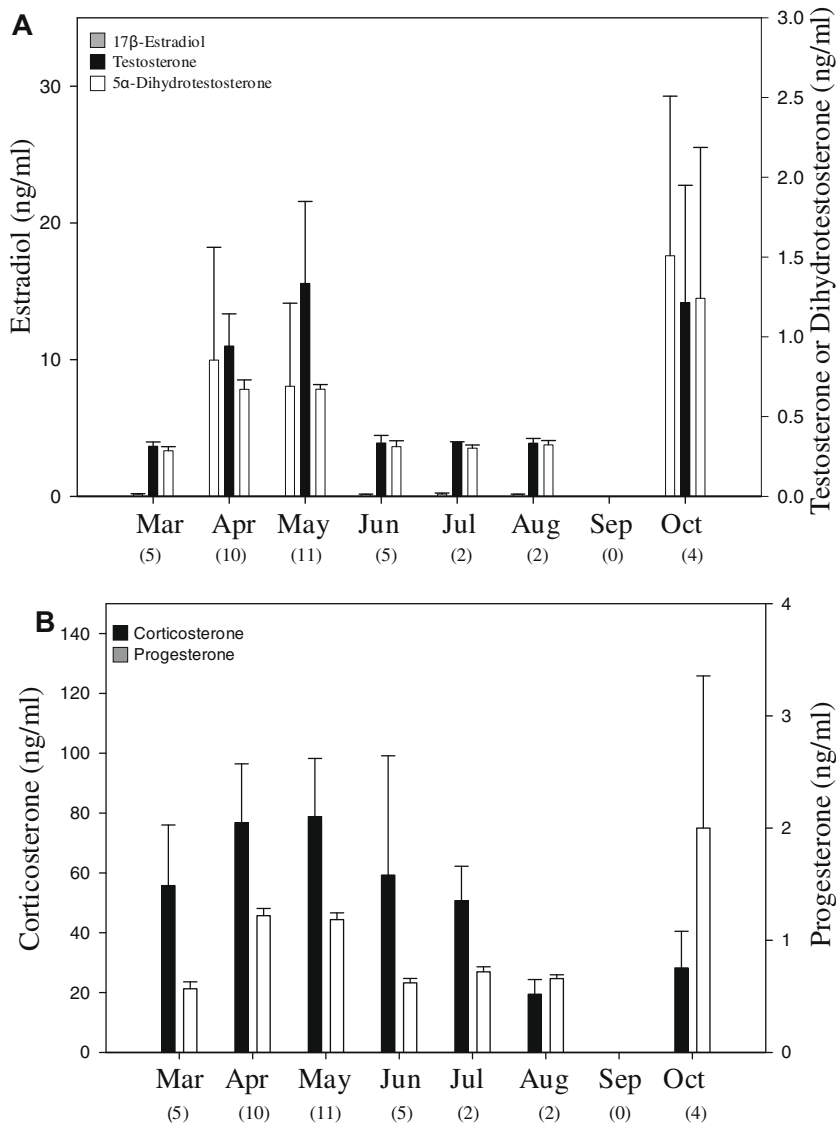 A
17β-Estradiol
Testosterone
5α-Dihydrotestosterone
Estradiol (ng/ml)
30
20
10
0
Testosterone or Dihydrotestosterone (ng/ml)
3.0
2.5
2.0
1.5
1.0
0.5
0.0
Mar Apr May Jun Jul Aug Sep Oct
(5) (10) (11) (5) (2) (2) (0) (4)
B
Corticosterone
Progesterone
Corticosterone (ng/ml)
140
120
100
80
60
40
20
0
Progesterone (ng/ml)
4
3
2
1
0
Mar Apr May Jun Jul Aug Sep Oct
(5) (10) (11) (5) (2) (2) (0) (4)